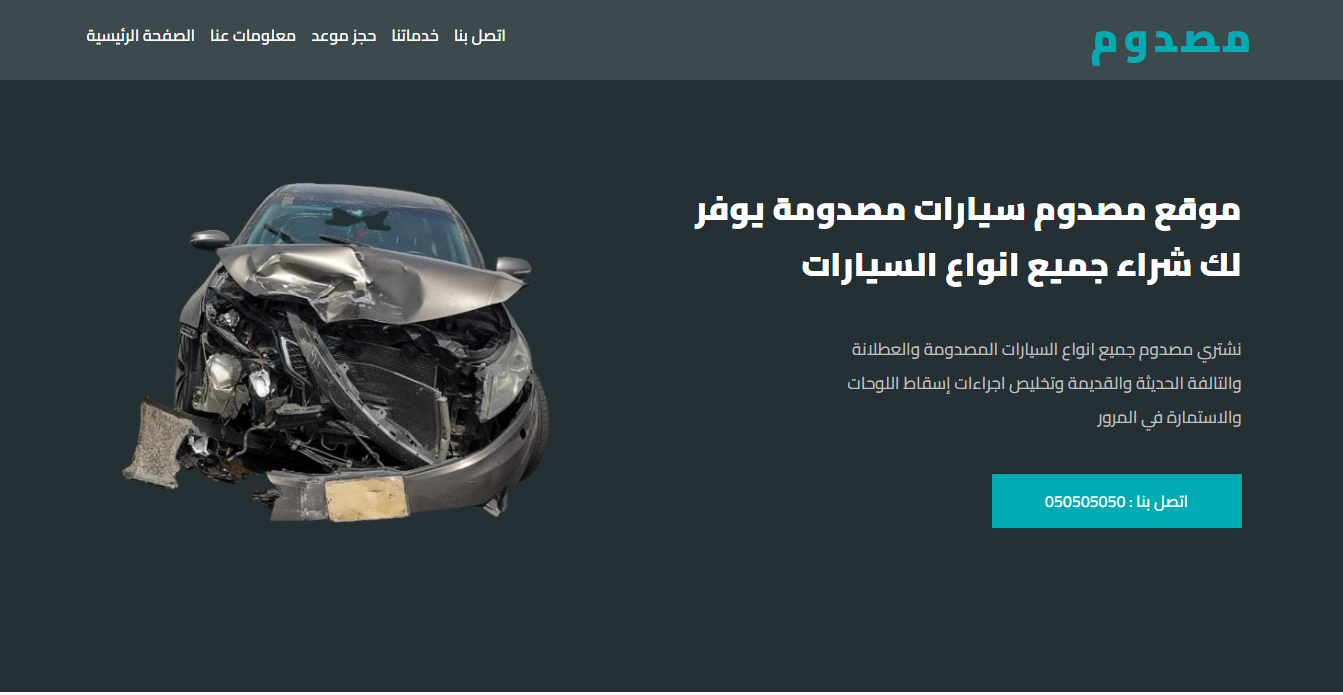 مصدوم
اتصل بنا خدماتنا حجز موعد معلومات عنا الصفحة الرئيسية
موقع مصدوم سيارات مصدومة يوفر
لك شراء جميع انواع السيارات
نشتري مصدوم جميع انواع السيارات المصدومة والعطلانة
والتالفة الحديثة والقديمة وتخليص اجراءات إسقاط اللوحات
والاستمارة في المرور
اتصل بنا : 050505050